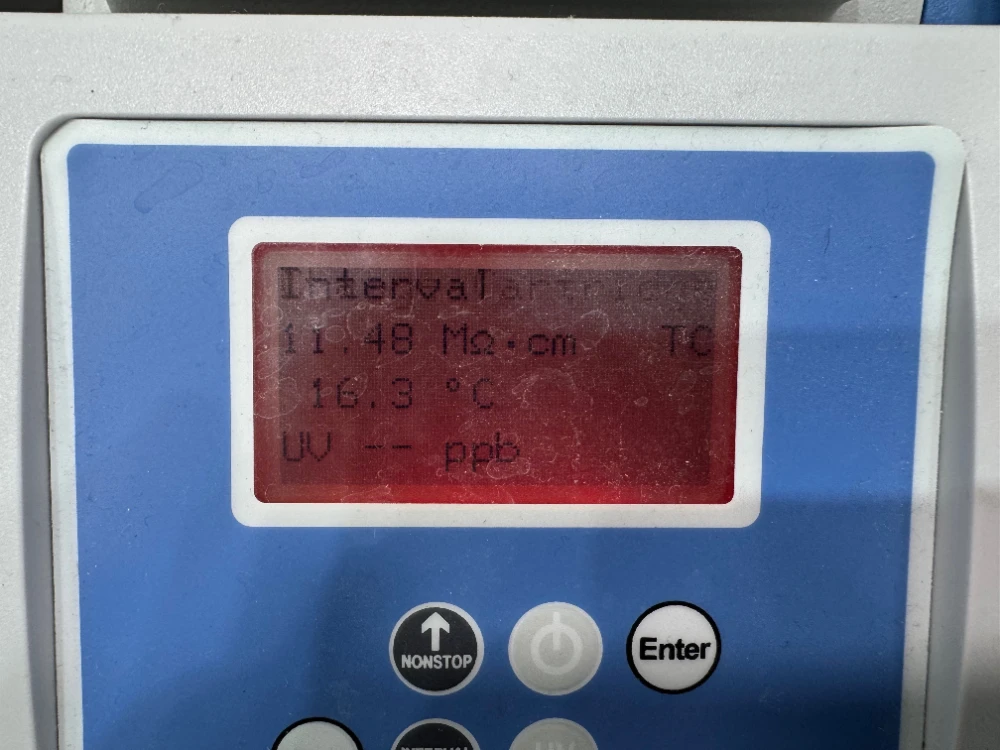 Interval
11.48 MΩ·cm TC
16.3 °C
UV -- ppb
NONSTOP
Enter